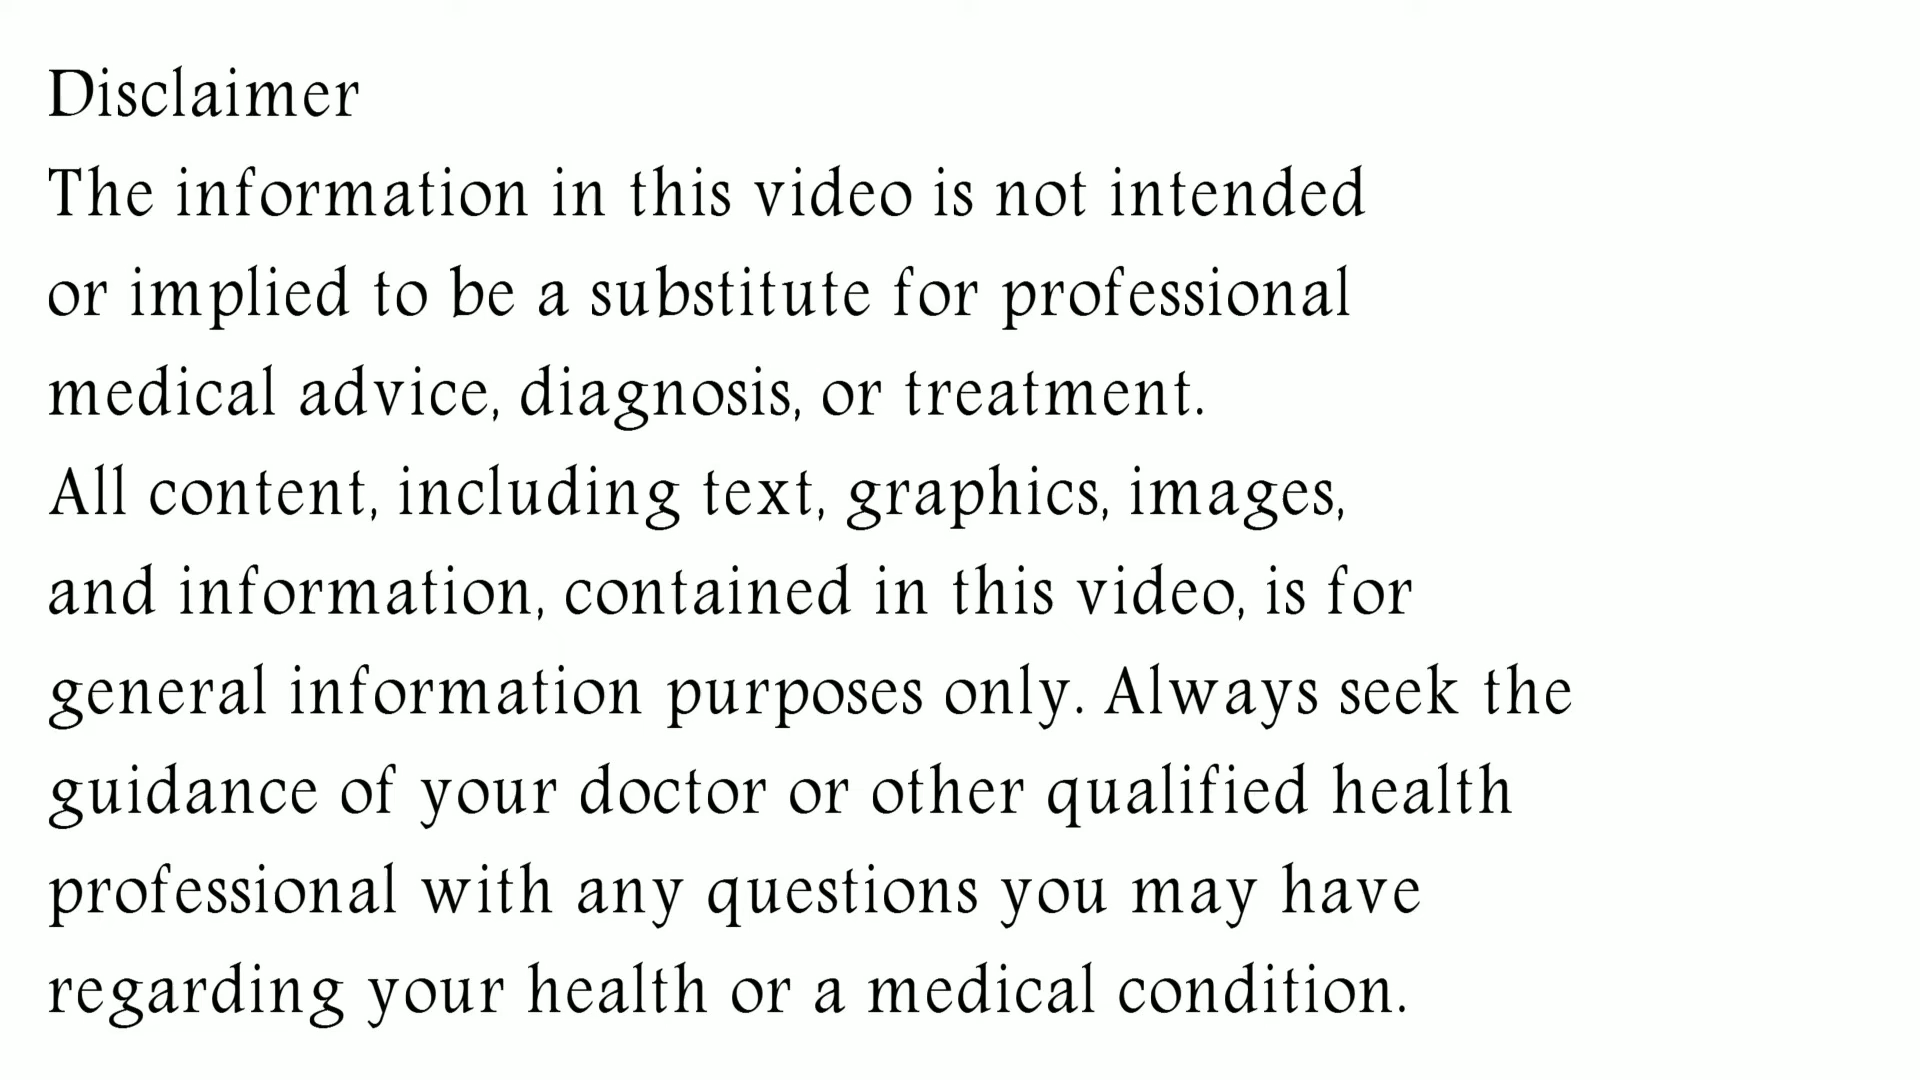 Disclaimer
The information in this video is not intended
or implied to be a substitute for professional
medical advice, diagnosis, or treatment.
All content, including text, graphics, images,
and information, contained in this video, is for
general information purposes only. Always seek the
guidance of your doctor or other qualified health
professional with any questions you may have
regarding your health or a medical condition.